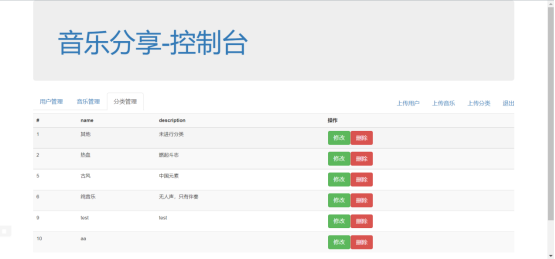 音乐分享-控制台
用户管理 音乐管理 分类管理 上传用户 上传音乐 上传分类 退出
# name description 操作
1 其他 未进行分类 修改 删除
2 热血 燃起斗志 修改 删除
5 古风 中国元素 修改 删除
纯音乐 无人声，只有伴奏 修改 删除
9 test test 修改 删除
10 aa 修改 删除